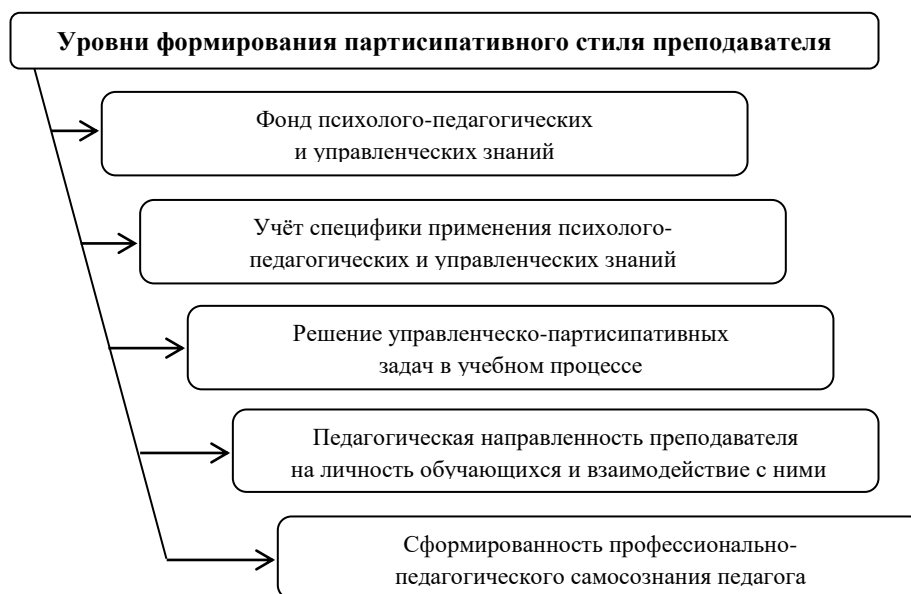 Уровни формирования партисипативного стиля преподавателя
Фонд психолого-педагогических
и управленческих знаний
Учёт специфики применения психолого-
педагогических и управленческих знаний
Решение управленческо-партисипативных
задач в учебном процессе
Педагогическая направленность преподавателя
на личность обучающихся и взаимодействие с ними
Сформированность профессионально-
педагогического самосознания педагога